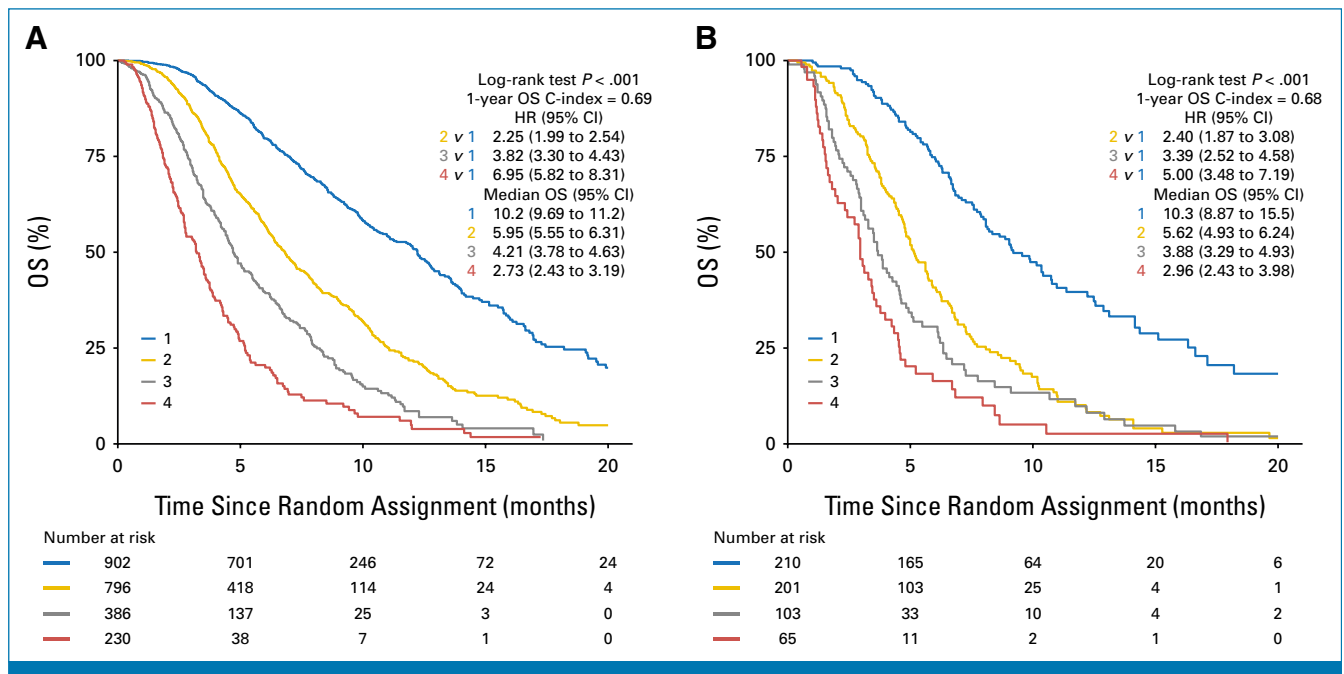 A
OS (%)
100
75
50
25
0
Log-rank test P < .001
1-year OS C-index = 0.69
HR (95% CI)
2 v 1 2.25 (1.99 to 2.54)
3 v 1 3.82 (3.30 to 4.43)
4 v 1 6.95 (5.82 to 8.31)
Median OS (95% CI)
1 10.2 (9.69 to 11.2)
2 5.95 (5.55 to 6.31)
3 4.21 (3.78 to 4.63)
4 2.73 (2.43 to 3.19)
1
2
3
4
0 5 10 15 20
Time Since Random Assignment (months)
Number at risk
902 701 246 72 24
796 418 114 24 4
386 137 25 3 0
230 38 7 1 0
B
OS (%)
100
75
50
25
0
Log-rank test P < .001
1-year OS C-index = 0.68
HR (95% CI)
2 v 1 2.40 (1.87 to 3.08)
3 v 1 3.39 (2.52 to 4.58)
4 v 1 5.00 (3.48 to 7.19)
Median OS (95% CI)
1 10.3 (8.87 to 15.5)
2 5.62 (4.93 to 6.24)
3 3.88 (3.29 to 4.93)
4 2.96 (2.43 to 3.98)
1
2
3
4
0 5 10 15 20
Time Since Random Assignment (months)
Number at risk
210 165 64 20 6
201 103 25 4 1
103 33 10 4 2
65 11 2 1 0